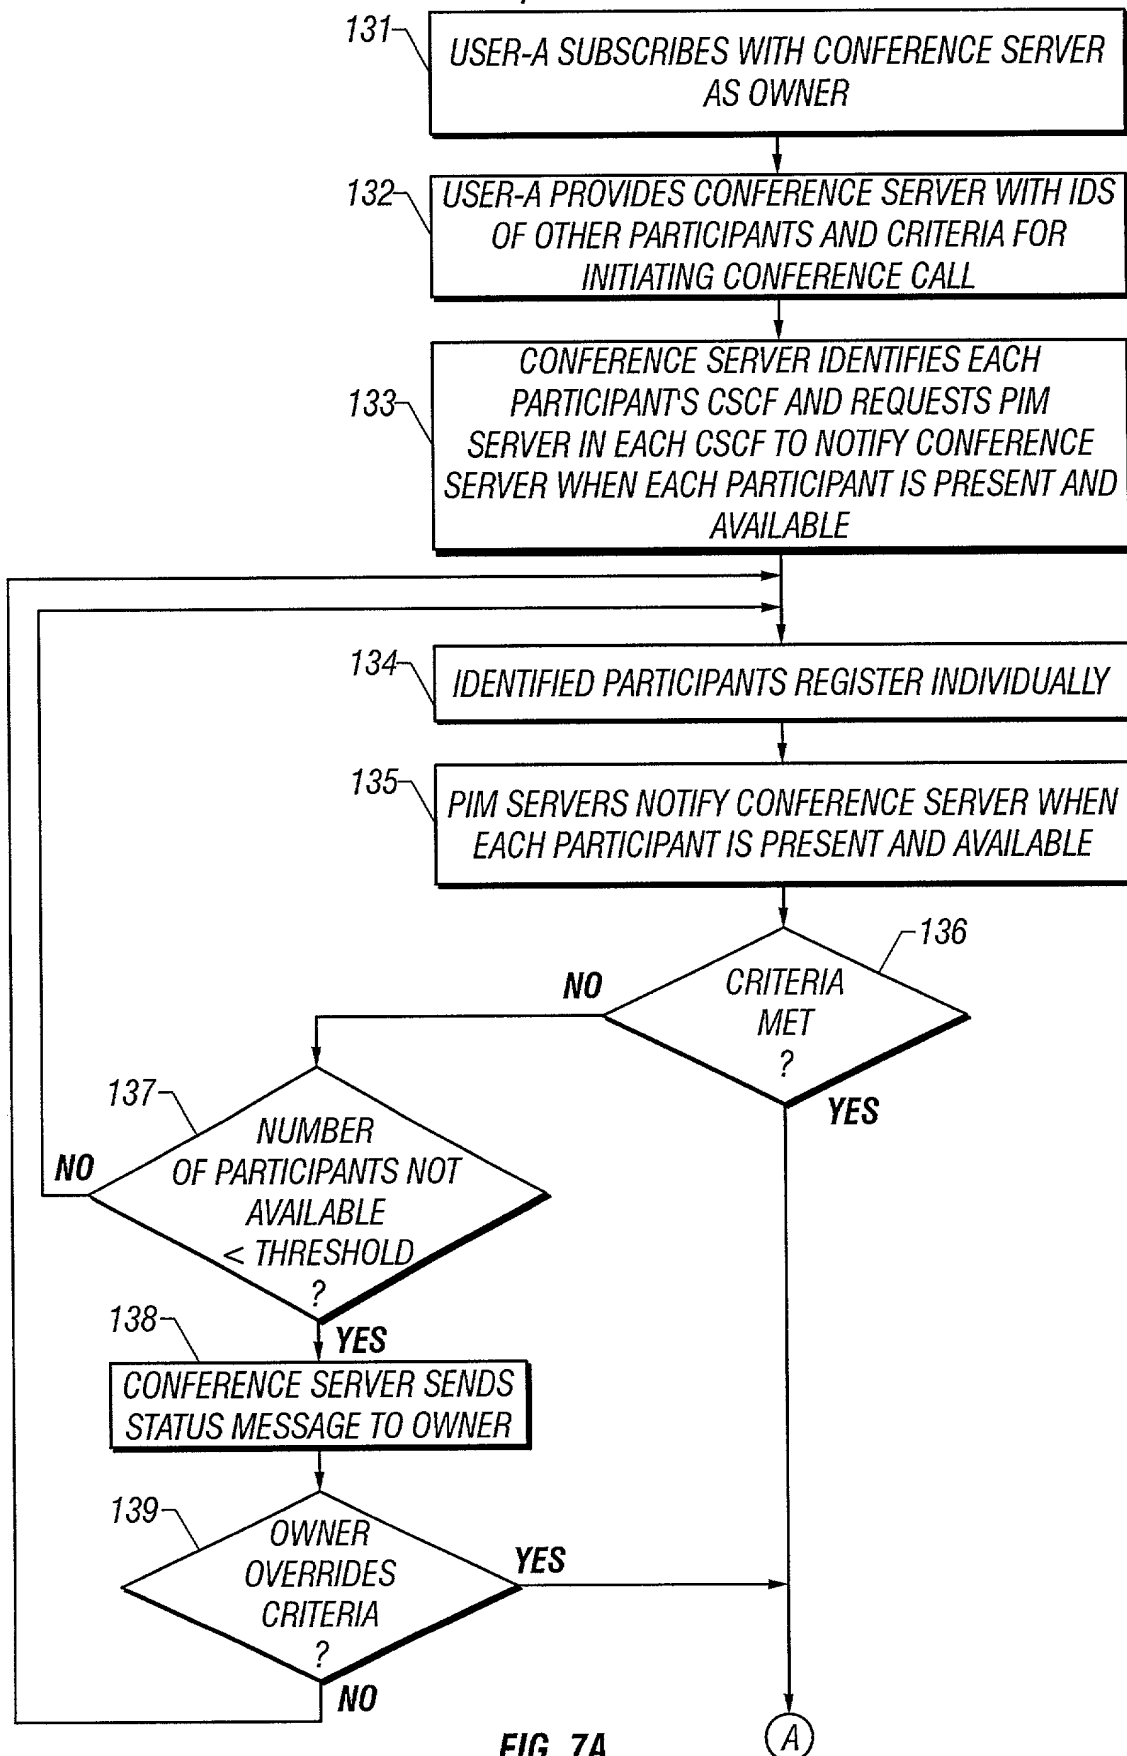 131
USER-A SUBSCRIBES WITH CONFERENCE SERVER
AS OWNER
132
USER-A PROVIDES CONFERENCE SERVER WITH IDS
OF OTHER PARTICIPANTS AND CRITERIA FOR
INITIATING CONFERENCE CALL
133
CONFERENCE SERVER IDENTIFIES EACH
PARTICIPANT'S CSCF AND REQUESTS PIM
SERVER IN EACH CSCF TO NOTIFY CONFERENCE
SERVER WHEN EACH PARTICIPANT IS PRESENT AND
AVAILABLE
134
IDENTIFIED PARTICIPANTS REGISTER INDIVIDUALLY
135
PIM SERVERS NOTIFY CONFERENCE SERVER WHEN
EACH PARTICIPANT IS PRESENT AND AVAILABLE
136
CRITERIA
MET
?
NO
YES
137
NUMBER
OF PARTICIPANTS NOT
AVAILABLE
< THRESHOLD
?
NO
YES
138
CONFERENCE SERVER SENDS
STATUS MESSAGE TO OWNER
139
OWNER
OVERRIDES
CRITERIA
?
YES
NO
A
FIG. 7A